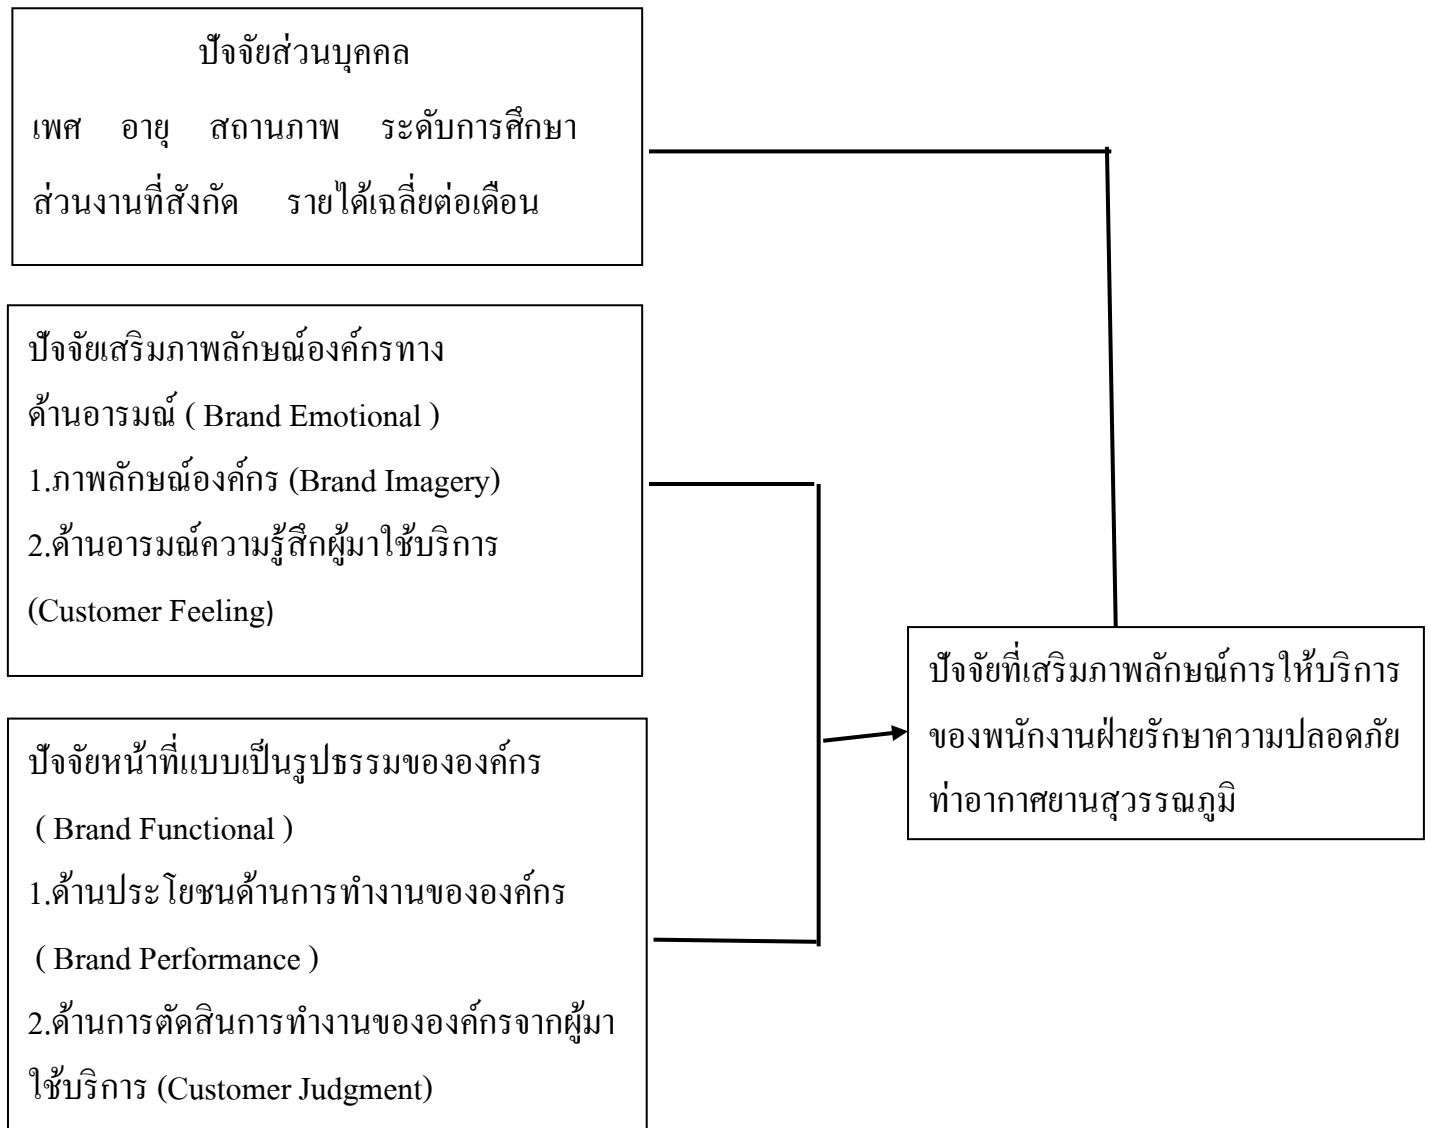 ปัจจัยส่วนบุคคล
เพศ อายุ สถานภาพ ระดับการศึกษา
ส่วนงานที่สังกัด รายได้เฉลี่ยต่อเดือน
ปัจจัยเสริมภาพลักษณ์องค์กรทาง
ด้านอารมณ์ ( Brand Emotional )
1.ภาพลักษณ์องค์กร (Brand Imagery)
2.ด้านอารมณ์ความรู้สึกผู้มาใช้บริการ
(Customer Feeling)
ปัจจัยหน้าที่แบบเป็นรูปธรรมขององค์กร
( Brand Functional )
1.ด้านประโยชนด้านการทำงานขององค์กร
( Brand Performance )
2.ด้านการตัดสินการทำงานขององค์กรจากผู้มา
ใช้บริการ (Customer Judgment)
ปัจจัยที่เสริมภาพลักษณ์การให้บริการ
ของพนักงานฝ่ายรักษาความปลอดภัย
ท่าอากาศยานสุวรรณภูมิ